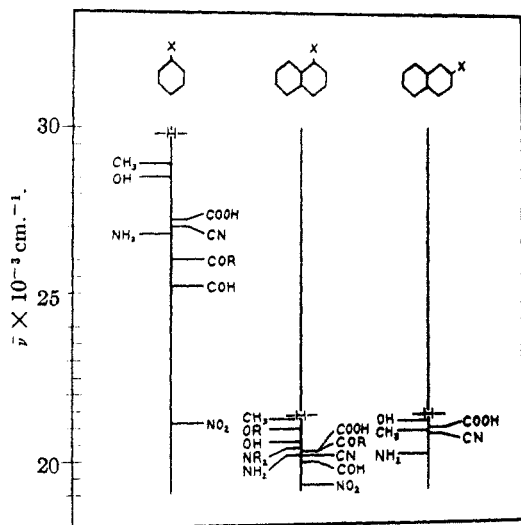 X
X
X
ν̄ × 10⁻³ cm.⁻¹.
30
25
20
H
CH₃
OH
COOH
CN
NH₂
COR
COH
NO₂
H
CH₃
OR
OH
NR₂
NH₂
COOH
COR
CN
COH
NO₂
H
OH
CH₃
NH₂
COOH
CN